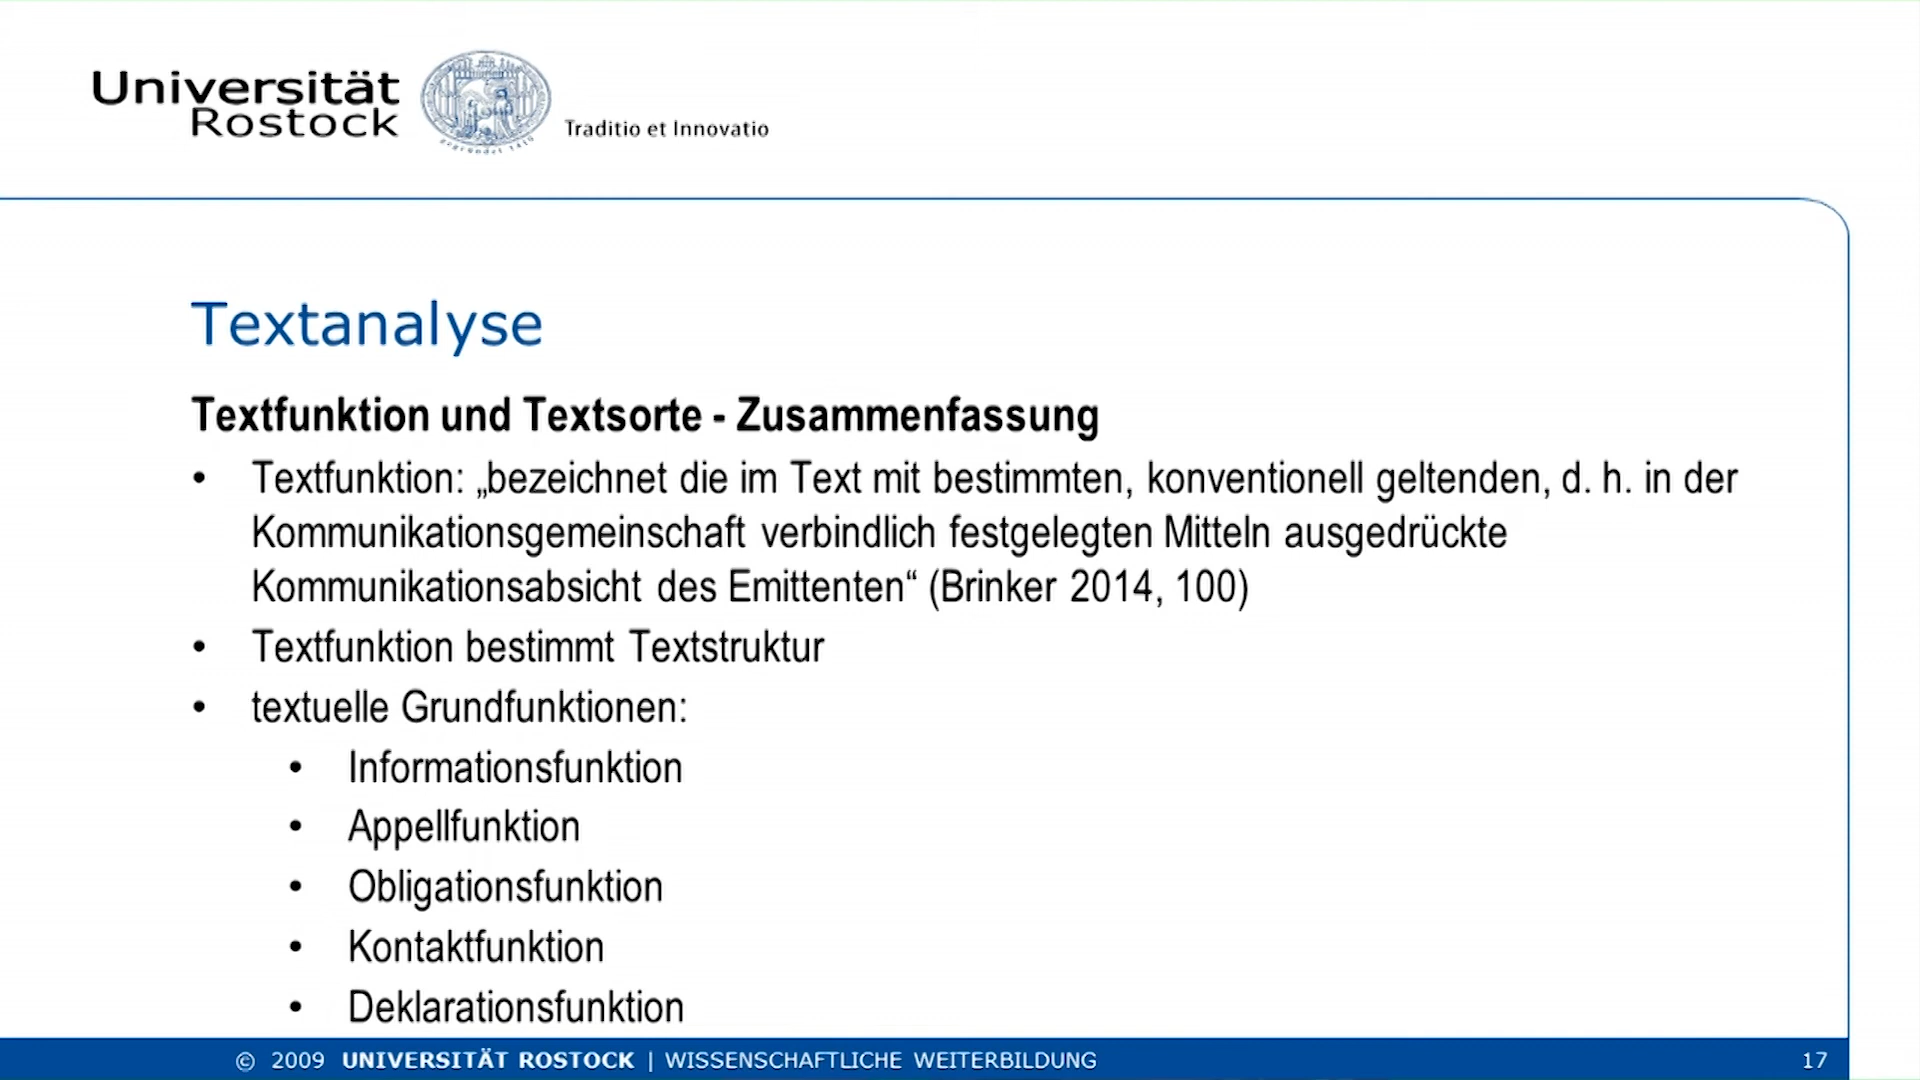 Universität
Rostock
gegründet 1419
Traditio et Innovatio
Textanalyse
Textfunktion und Textsorte - Zusammenfassung
• Textfunktion: „bezeichnet die im Text mit bestimmten, konventionell geltenden, d. h. in der
Kommunikationsgemeinschaft verbindlich festgelegten Mitteln ausgedrückte
Kommunikationsabsicht des Emittenten“ (Brinker 2014, 100)
• Textfunktion bestimmt Textstruktur
• textuelle Grundfunktionen:
• Informationsfunktion
• Appellfunktion
• Obligationsfunktion
• Kontaktfunktion
• Deklarationsfunktion
© 2009 UNIVERSITÄT ROSTOCK | WISSENSCHAFTLICHE WEITERBILDUNG
17